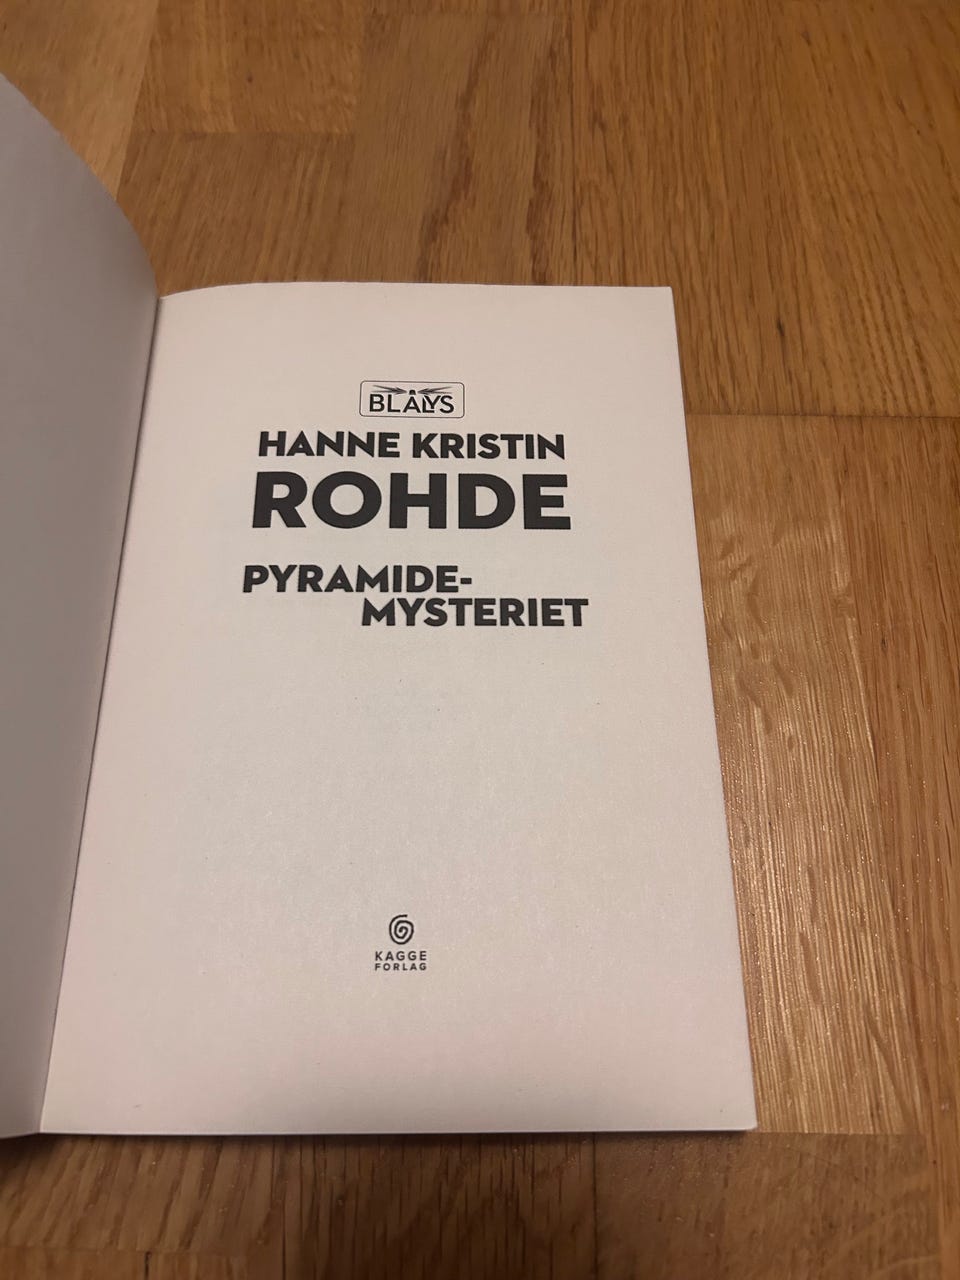 BLÅLYS
HANNE KRISTIN
ROHDE
PYRAMIDE-
MYSTERIET
KAGGE
FORLAG